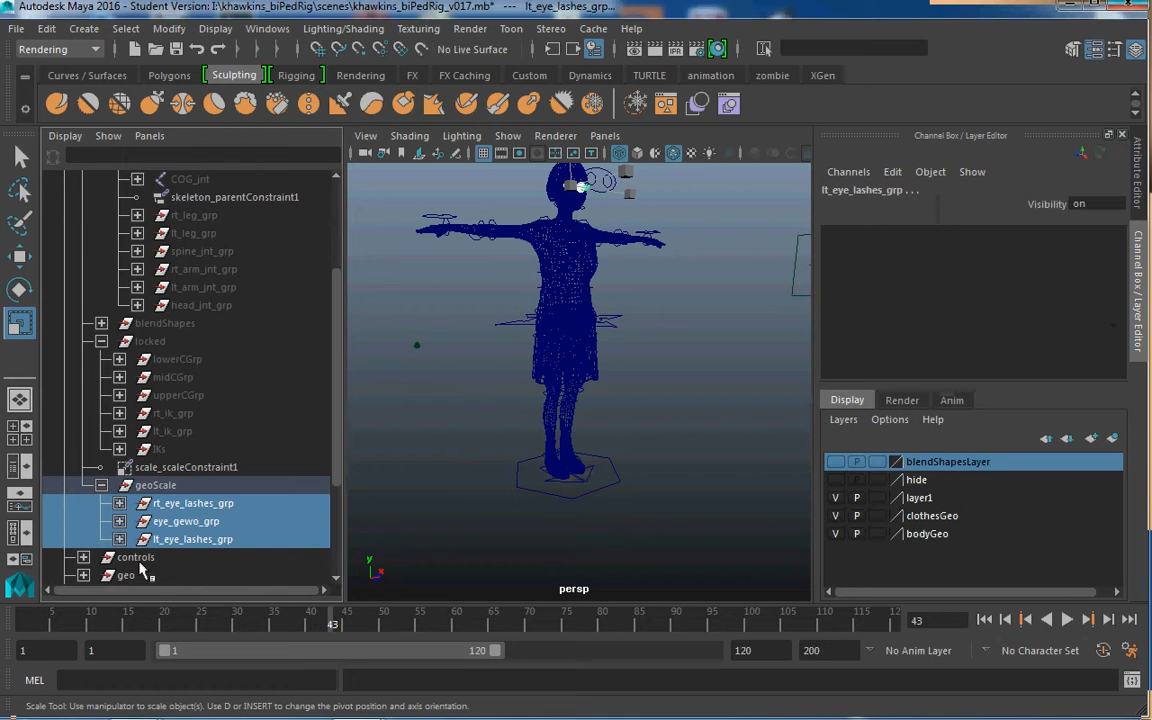 Autodesk Maya 2016 - Student Version: I:\khawkins_biPedRig\scenes\khawkins_biPedRig_v017.mb* --- lt_eye_lashes_grp...
File Edit Create Select Modify Display Windows Lighting/Shading Texturing Render Toon Stereo Cache Help
Rendering No Live Surface IPR
Curves / Surfaces Polygons Sculpting Rigging Rendering FX FX Caching Custom Dynamics TURTLE animation zombie XGen
Display Show Panels
View Shading Lighting Show Renderer Panels
Channel Box / Layer Editor
Channels Edit Object Show
lt_eye_lashes_grp . . .
Visibility on
COG_jnt
skeleton_parentConstraint1
rt_leg_grp
lt_leg_grp
spine_jnt_grp
rt_arm_jnt_grp
lt_arm_jnt_grp
head_jnt_grp
blendShapes
locked
lowerCGrp
midCGrp
upperCGrp
rt_ik_grp
lt_ik_grp
IKs
scale_scaleConstraint1
geoScale
rt_eye_lashes_grp
eye_gewo_grp
lt_eye_lashes_grp
controls
geo
y
x
persp
Attribute Editor
Channel Box / Layer Editor
Display Render Anim
Layers Options Help
P blendShapesLayer
P hide
V P layer1
V P clothesGeo
V P bodyGeo
5 10 15 20 25 30 35 40 43 45 50 55 60 65 70 75 80 85 90 95 100 105 110 115 12
43
1 1 1 120 120 200 No Anim Layer No Character Set
MEL
Scale Tool: Use manipulator to scale object(s). Use D or INSERT to change the pivot position and axis orientation.